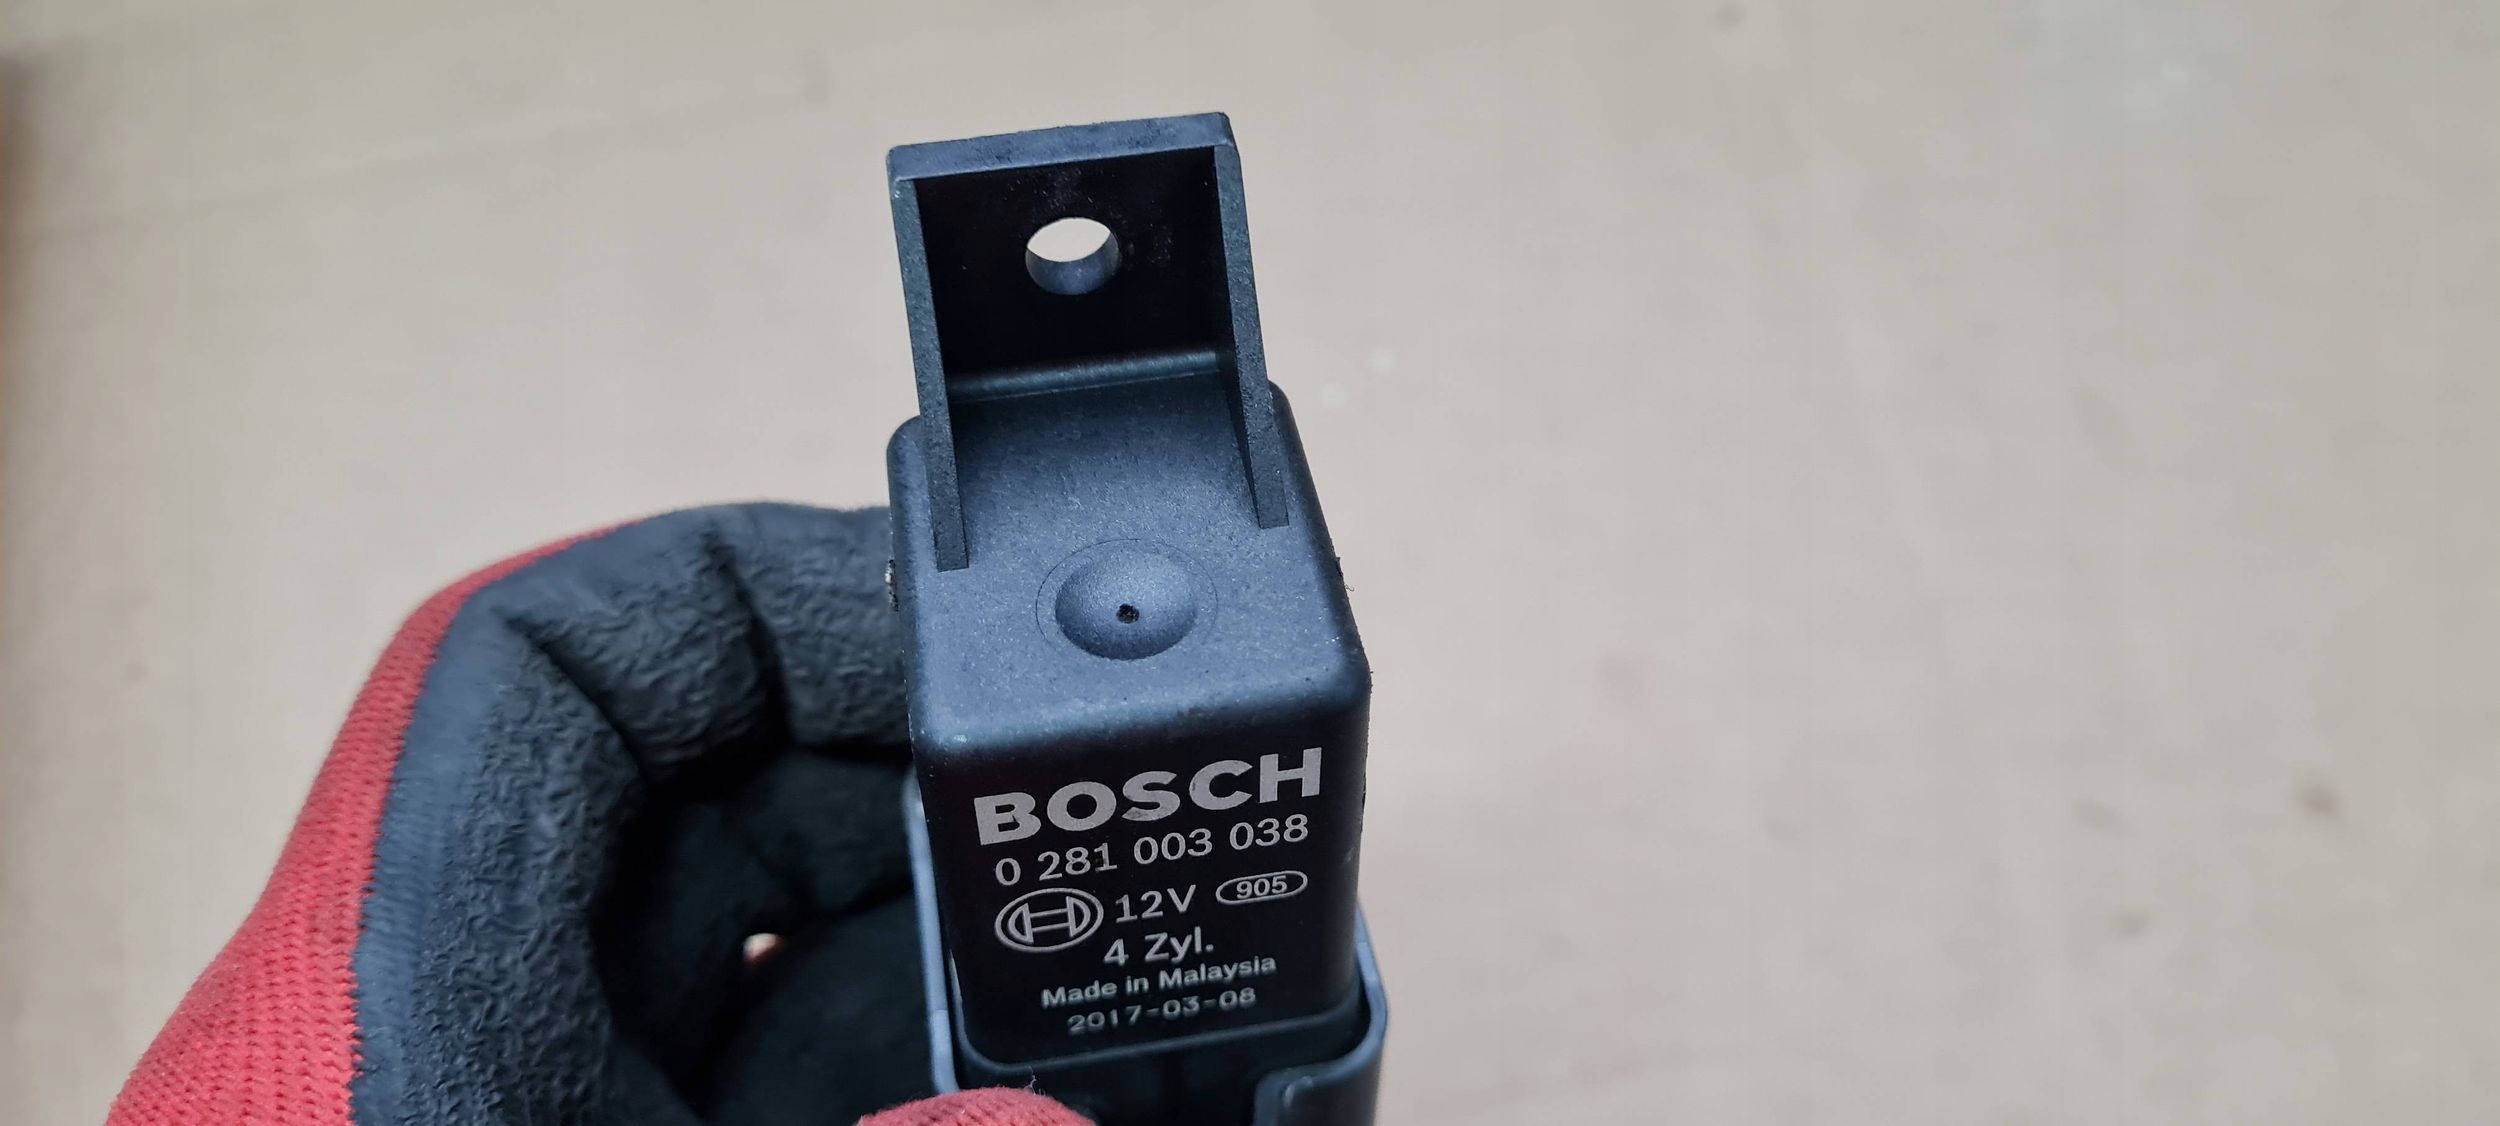 BOSCH
0 281 003 038
12V 905
4 Zyl.
Made in Malaysia
2017-03-08